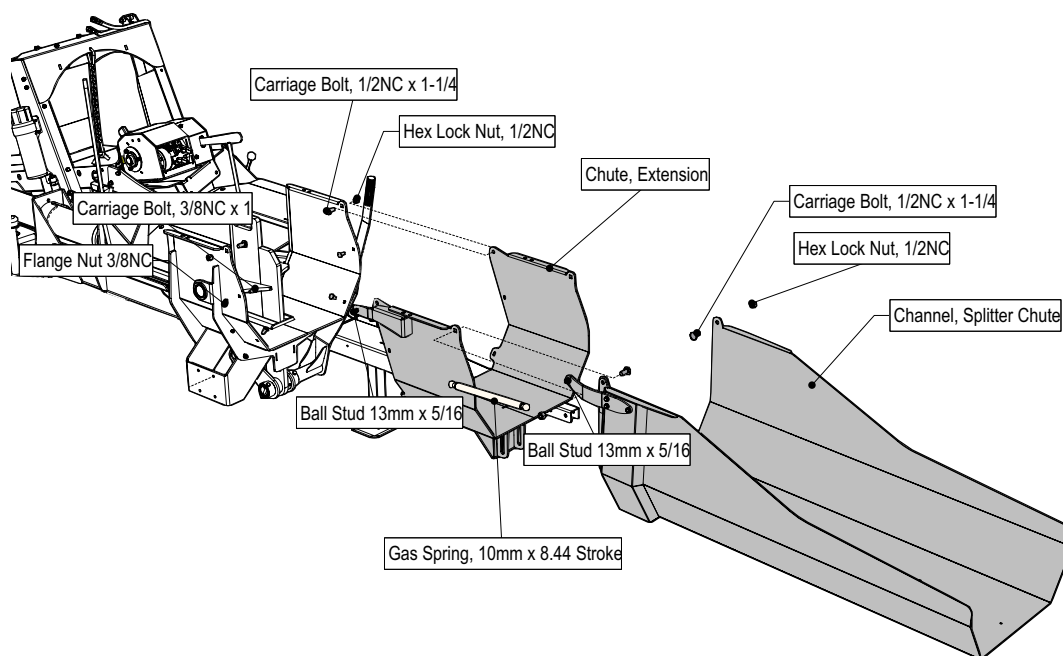 Carriage Bolt, 1/2NC x 1-1/4
Hex Lock Nut, 1/2NC
Chute, Extension
Carriage Bolt, 1/2NC x 1-1/4
Carriage Bolt, 3/8NC x 1
Hex Lock Nut, 1/2NC
Flange Nut 3/8NC
Channel, Splitter Chute
Ball Stud 13mm x 5/16
Ball Stud 13mm x 5/16
Gas Spring, 10mm x 8.44 Stroke